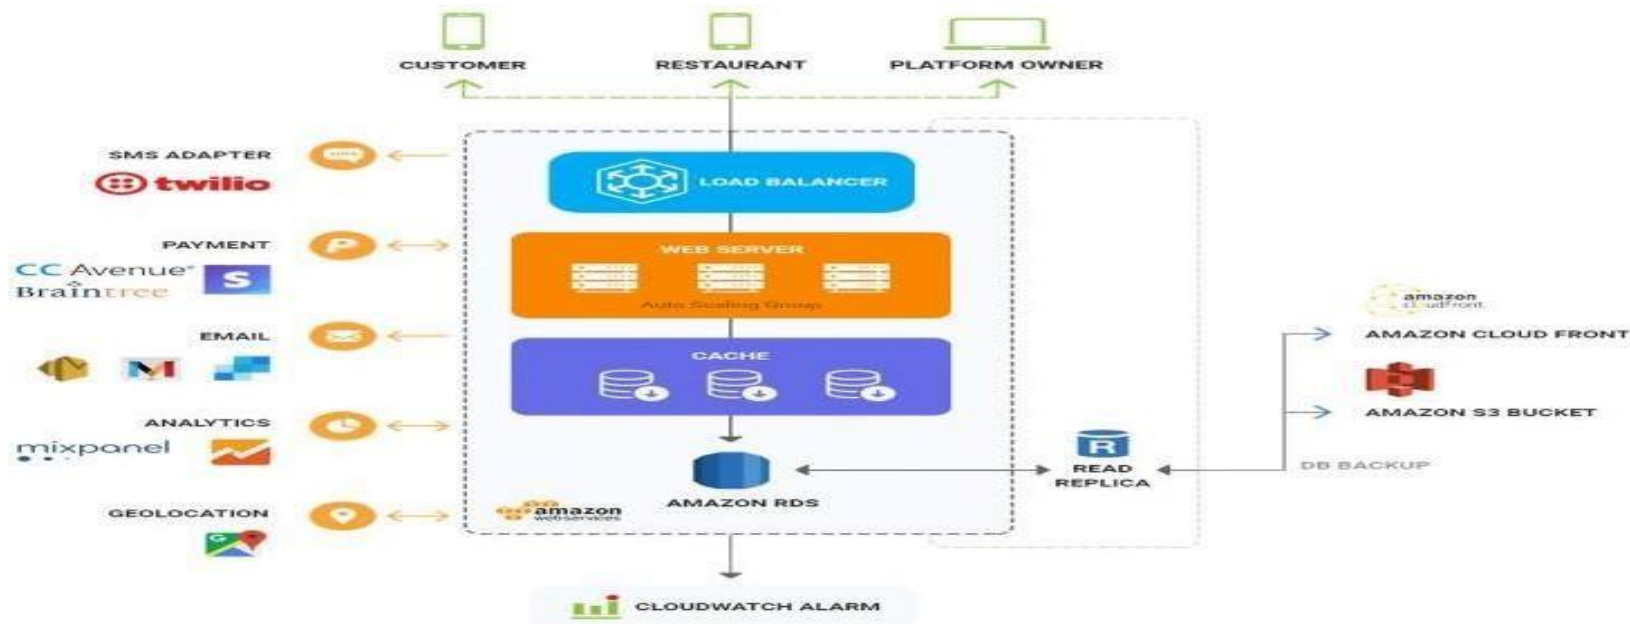 CUSTOMER
RESTAURANT
PLATFORM OWNER
SMS ADAPTER
twilio
LOAD BALANCER
PAYMENT
CC Avenue
Braintree
S
WEB SERVER
Auto Scaling Group
EMAIL
CACHE
ANALYTICS
mixpanel
GEOLOCATION
G
AMAZON RDS
amazon
webservices
R
READ
REPLICA
DB BACKUP
amazon
cloudfront
AMAZON CLOUD FRONT
AMAZON S3 BUCKET
CLOUDWATCH ALARM